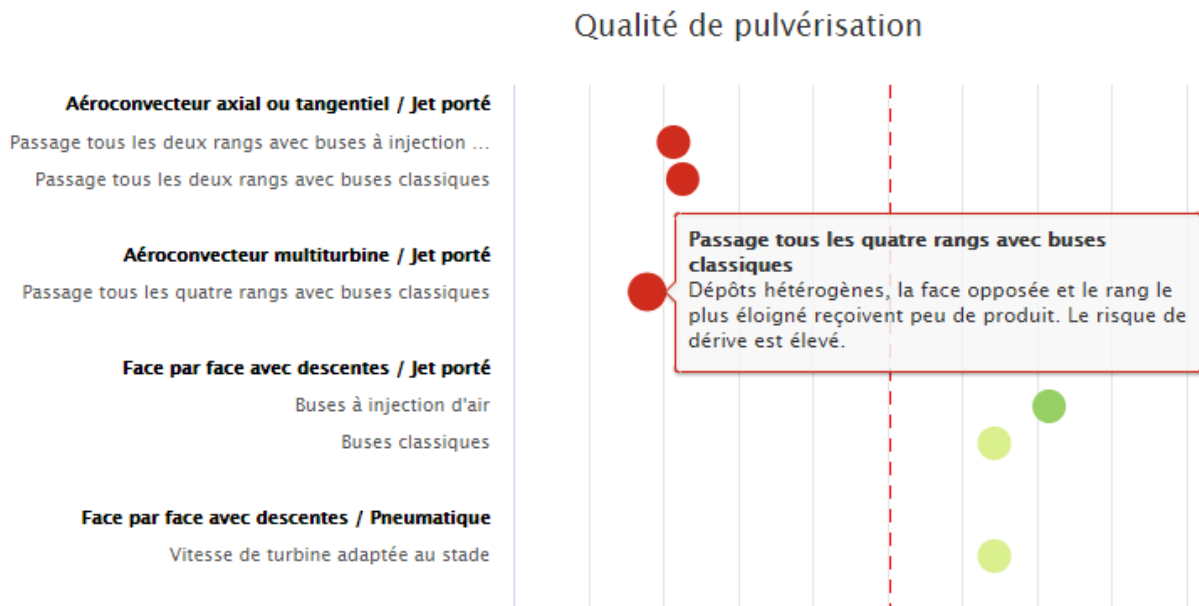 Qualité de pulvérisation
Aéroconvecteur axial ou tangentiel / Jet porté
Passage tous les deux rangs avec buses à injection ...
Passage tous les deux rangs avec buses classiques
Aéroconvecteur multiturbine / Jet porté
Passage tous les quatre rangs avec buses classiques
Passage tous les quatre rangs avec buses
classiques
Dépôts hétérogènes, la face opposée et le rang le
plus éloigné reçoivent peu de produit. Le risque de
dérive est élevé.
Face par face avec descentes / Jet porté
Buses à injection d'air
Buses classiques
Face par face avec descentes / Pneumatique
Vitesse de turbine adaptée au stade